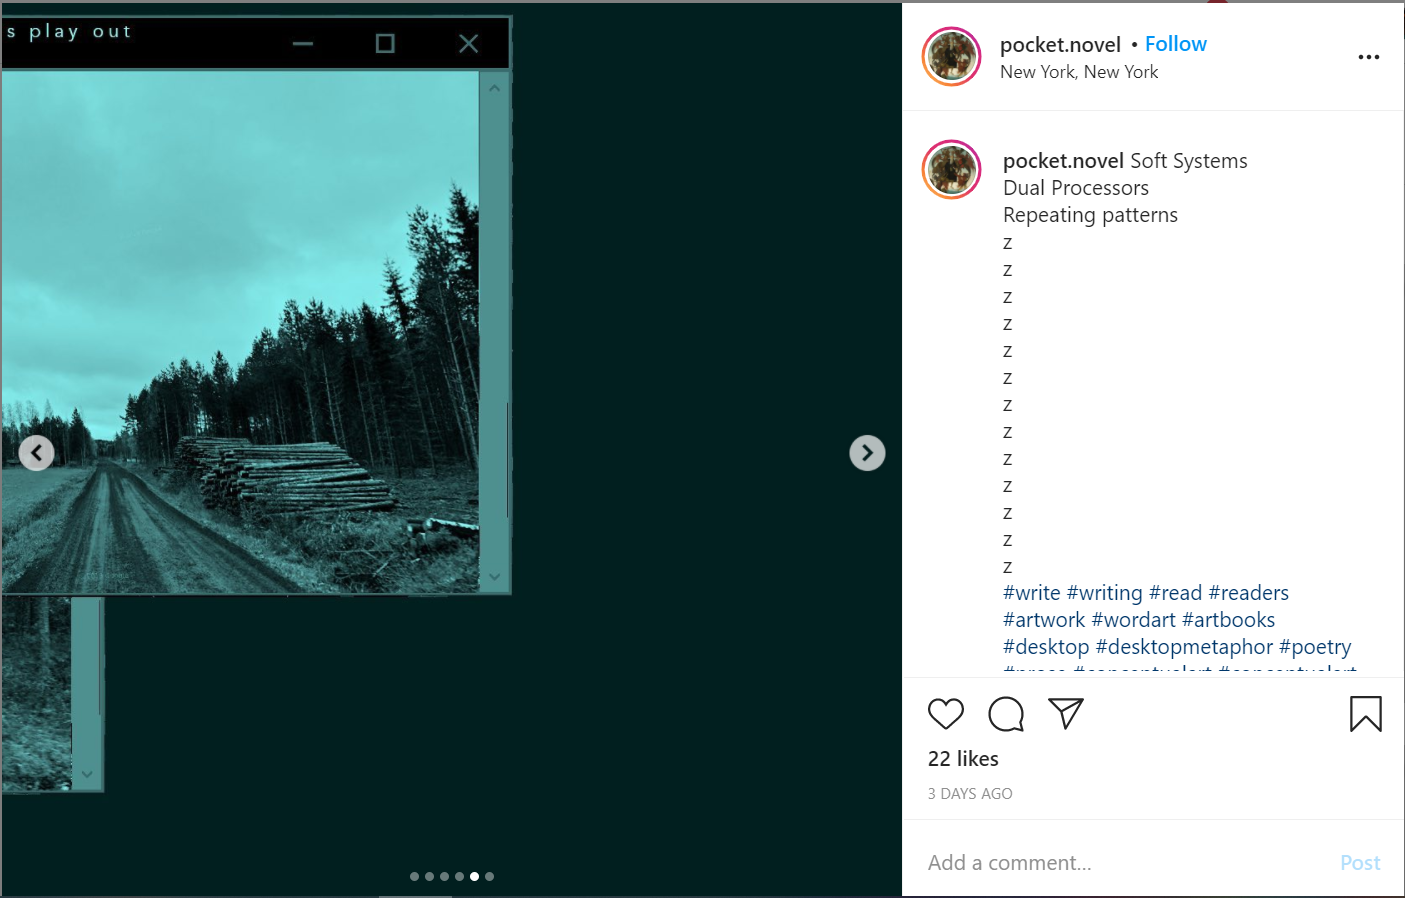 s play out
pocket.novel • Follow
New York, New York
pocket.novel Soft Systems
Dual Processors
Repeating patterns
z
z
z
z
z
z
z
z
z
z
z
z
z
#write #writing #read #readers
#artwork #wordart #artbooks
#desktop #desktopmetaphor #poetry
22 likes
3 DAYS AGO
Add a comment...
Post